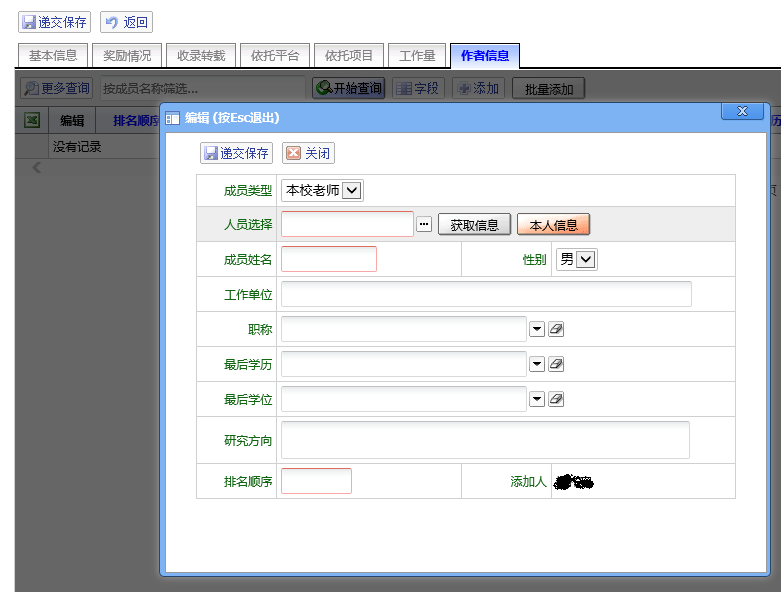 递交保存 返回
基本信息 奖励情况 收录转载 依托平台 依托项目 工作量 作者信息
更多查询 按成员名称筛选... 开始查询 字段 添加 批量添加
编辑 排名顺序 历
没有记录
页
编辑 (按Esc退出)
递交保存 关闭
成员类型 本校老师
人员选择 ... 获取信息 本人信息
成员姓名 性别 男
工作单位
职称
最后学历
最后学位
研究方向
排名顺序 添加人